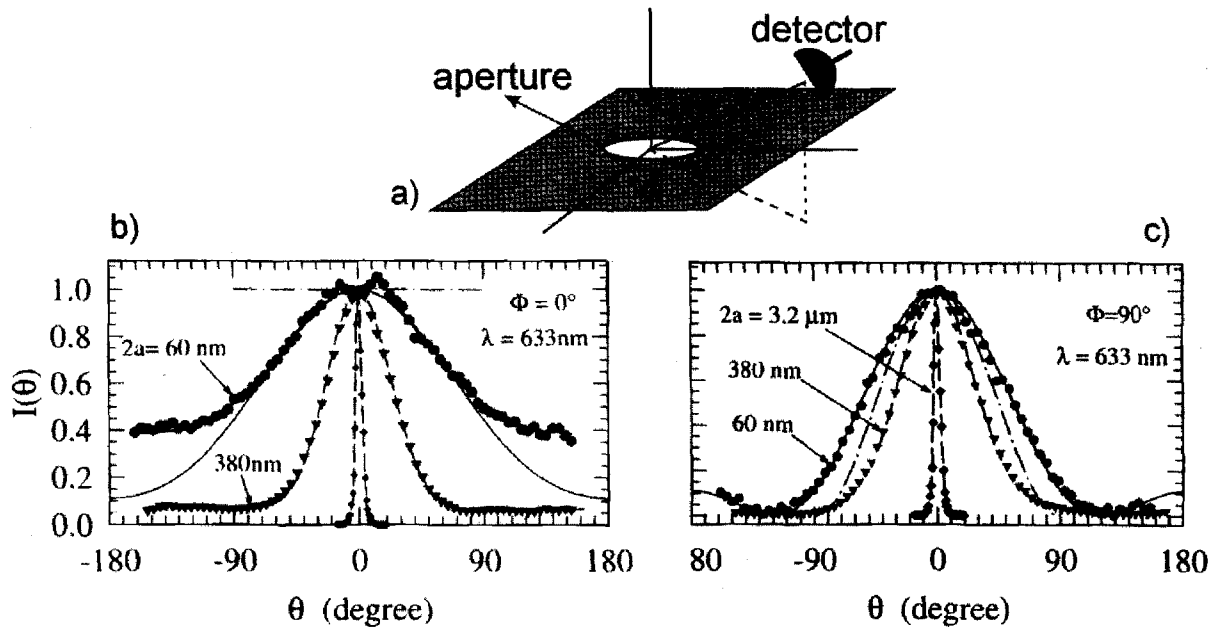 detector
aperture
a)
b)
c)
1.0
0.8
0.6
0.4
0.2
0.0
I(θ)
Φ = 0°
λ = 633nm
2a= 60 nm
380nm
-180 -90 0 90 180
θ (degree)
Φ=90°
λ = 633 nm
2a = 3.2 μm
380 nm
60 nm
80 -90 0 90 180
θ (degree)